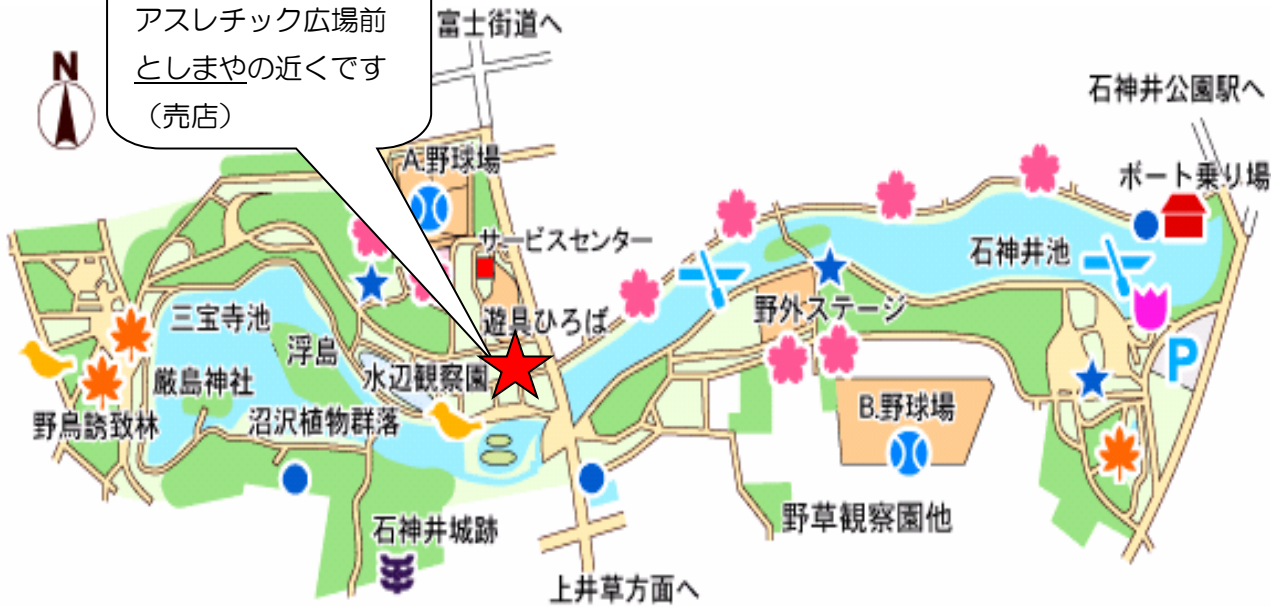 アスレチック広場前
としまやの近くです
（売店）
富士街道へ
N
石神井公園駅へ
A.野球場
ボート乗り場
サービスセンター
石神井池
遊具ひろば
野外ステージ
三宝寺池
浮島
水辺観察園
厳島神社
P
B.野球場
野鳥誘致林
沼沢植物群落
石神井城跡
野草観察園他
上井草方面へ